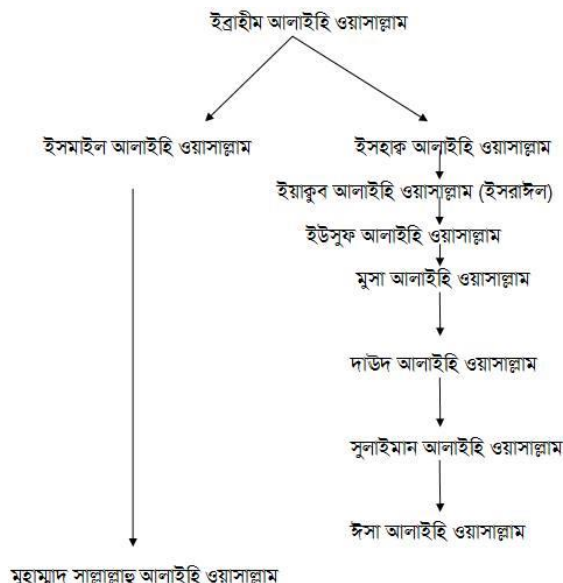 ইব্রাহীম আলাইহি ওয়াসাল্লাম
ইসমাইল আলাইহি ওয়াসাল্লাম
ইসহাক্ব আলাইহি ওয়াসাল্লাম
ইয়াকুব আলাইহি ওয়াসাল্লাম (ইসরাঈল)
ইউসুফ আলাইহি ওয়াসাল্লাম
মুসা আলাইহি ওয়াসাল্লাম
দাউদ আলাইহি ওয়াসাল্লাম
সুলাইমান আলাইহি ওয়াসাল্লাম
ঈসা আলাইহি ওয়াসাল্লাম
মুহাম্মাদ সাল্লাল্লাহু আলাইহি ওয়াসাল্লাম